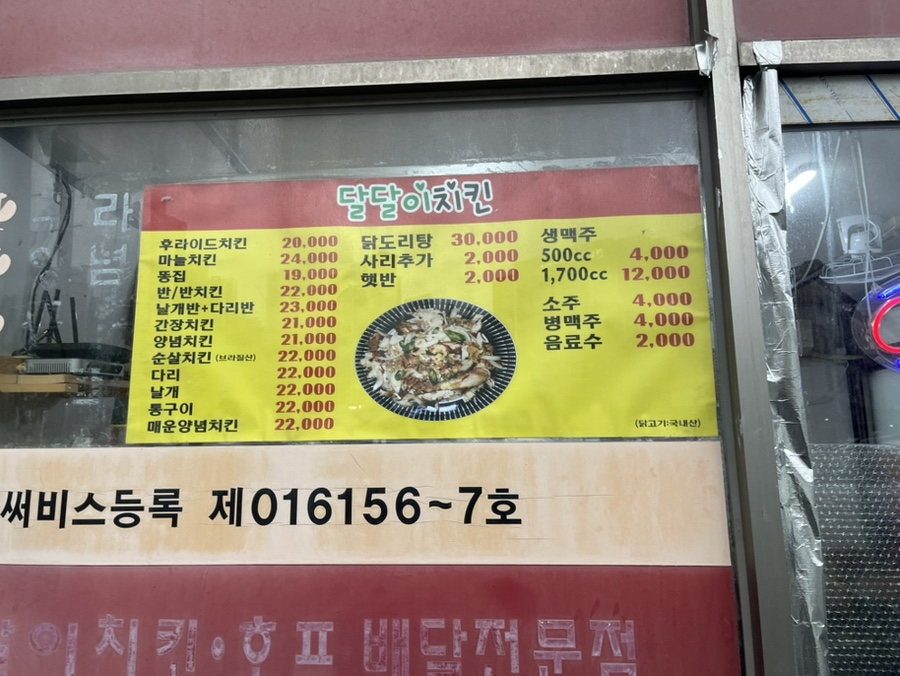 달달이치킨
후라이드치킨 20,000
마늘치킨 24,000
똥집 19,000
반/반치킨 22,000
날개반+다리반 23,000
간장치킨 21,000
양념치킨 21,000
순살치킨 (브라질산) 22,000
다리 22,000
날개 22,000
통구이 22,000
매운양념치킨 22,000
닭도리탕 30,000
사리추가 2,000
햇반 2,000
생맥주
500cc 4,000
1,700cc 12,000
소주 4,000
병맥주 4,000
음료수 2,000
(닭고기:국내산)
써비스등록 제016156~7호
이치킨·호프 배달전문점